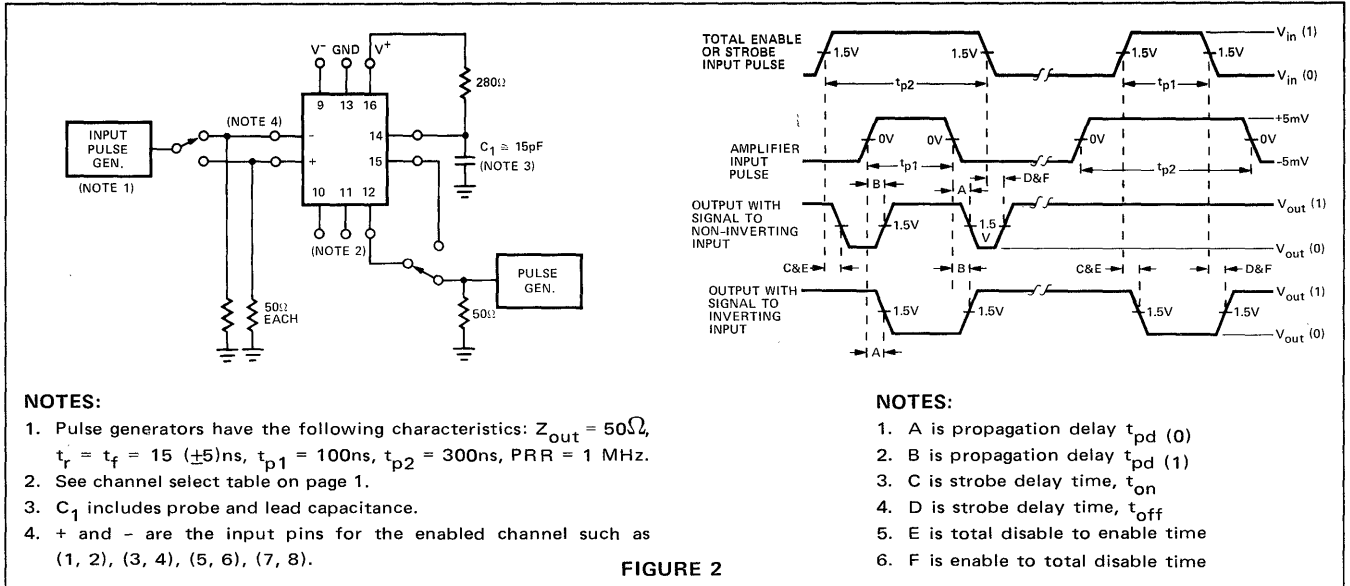 V⁻ GND V⁺
9 13 16
280Ω
INPUT
PULSE
GEN.
(NOTE 1)
(NOTE 4)
-
+
14
15
C₁ ≅ 15pF
(NOTE 3)
10 11 12
(NOTE 2)
50Ω
EACH
50Ω
PULSE
GEN.
TOTAL ENABLE
OR STROBE
INPUT PULSE
1.5V 1.5V 1.5V 1.5V
V_in (1)
V_in (0)
t_p2 t_p1
AMPLIFIER
INPUT
PULSE
0V 0V 0V 0V
+5mV
-5mV
t_p1 t_p2
B A D&F
OUTPUT WITH
SIGNAL TO
NON-INVERTING
INPUT
1.5V 1.5
V
V_out (1)
V_out (0)
C&E B C&E D&F
OUTPUT WITH
SIGNAL TO
INVERTING
INPUT
1.5V 1.5V 1.5V 1.5V
V_out (1)
V_out (0)
A
NOTES:
1. Pulse generators have the following characteristics: Z_out = 50Ω,
t_r = t_f = 15 (±5)ns, t_p1 = 100ns, t_p2 = 300ns, PRR = 1 MHz.
2. See channel select table on page 1.
3. C₁ includes probe and lead capacitance.
4. + and - are the input pins for the enabled channel such as
(1, 2), (3, 4), (5, 6), (7, 8).
NOTES:
1. A is propagation delay t_pd (0)
2. B is propagation delay t_pd (1)
3. C is strobe delay time, t_on
4. D is strobe delay time, t_off
5. E is total disable to enable time
6. F is enable to total disable time
FIGURE 2